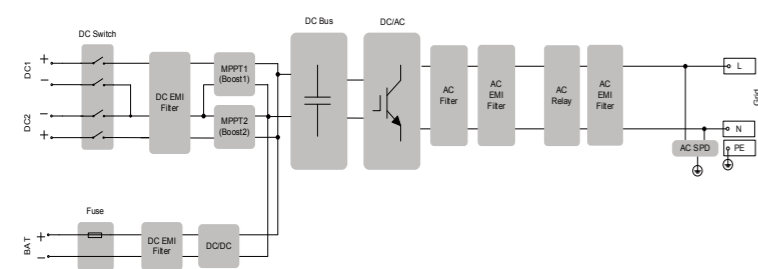 DC Switch
DC Bus
DC/AC
DC1
+
−
DC2
−
+
DC EMI
Filter
MPPT1
(Boost1)
MPPT2
(Boost2)
AC
Filter
AC
EMI
Filter
AC
Relay
AC
EMI
Filter
L
Grid
N
PE
AC SPD
Fuse
BAT
+
−
DC EMI
Filter
DC/DC